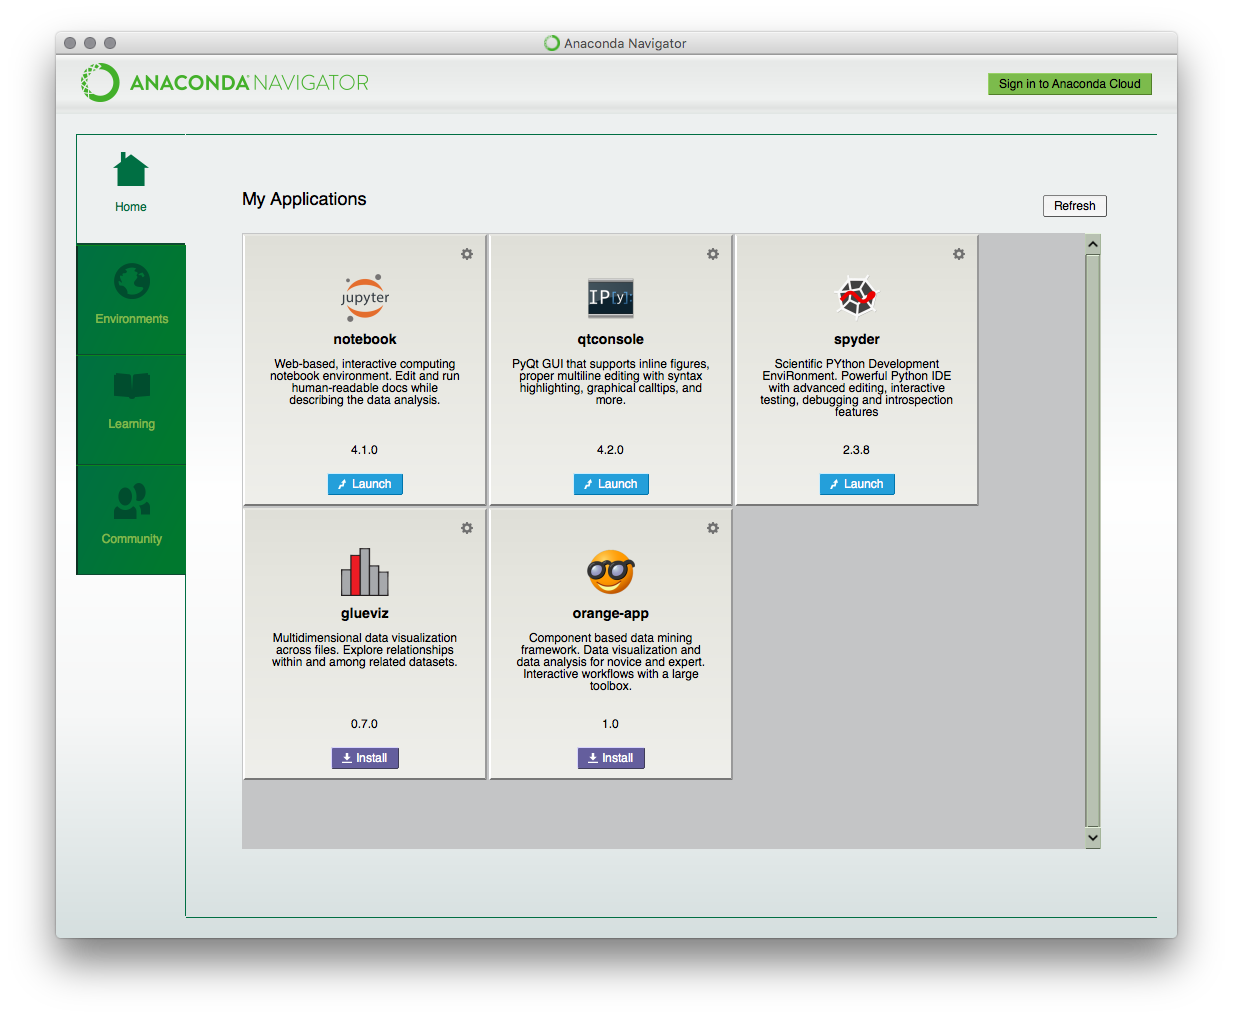 Anaconda Navigator
ANACONDA NAVIGATOR
Sign in to Anaconda Cloud
Home
Environments
Learning
Community
My Applications
Refresh
jupyter
notebook
Web-based, interactive computing
notebook environment. Edit and run
human-readable docs while
describing the data analysis.
4.1.0
Launch
IP[y]:
qtconsole
PyQt GUI that supports inline figures,
proper multiline editing with syntax
highlighting, graphical calltips, and
more.
4.2.0
Launch
spyder
Scientific PYthon Development
EnviRonment. Powerful Python IDE
with advanced editing, interactive
testing, debugging and introspection
features
2.3.8
Launch
glueviz
Multidimensional data visualization
across files. Explore relationships
within and among related datasets.
0.7.0
Install
orange-app
Component based data mining
framework. Data visualization and
data analysis for novice and expert.
Interactive workflows with a large
toolbox.
1.0
Install